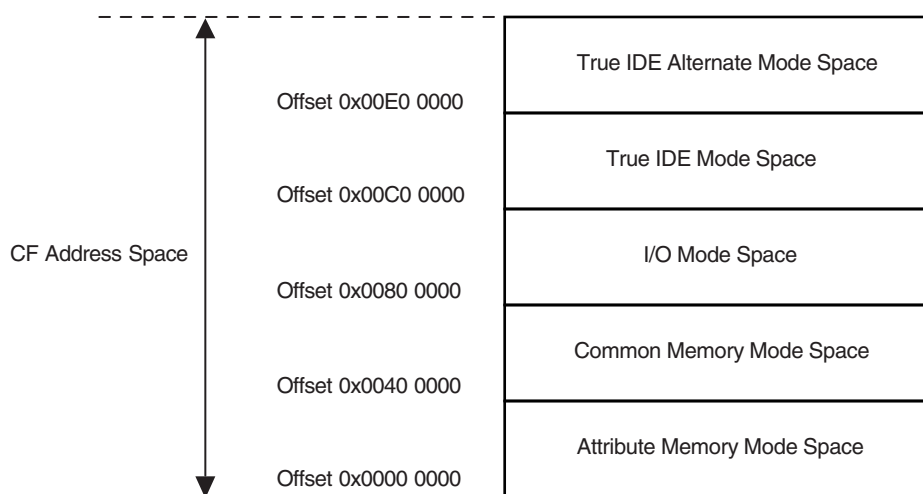 True IDE Alternate Mode Space
Offset 0x00E0 0000
True IDE Mode Space
Offset 0x00C0 0000
CF Address Space
I/O Mode Space
Offset 0x0080 0000
Common Memory Mode Space
Offset 0x0040 0000
Attribute Memory Mode Space
Offset 0x0000 0000